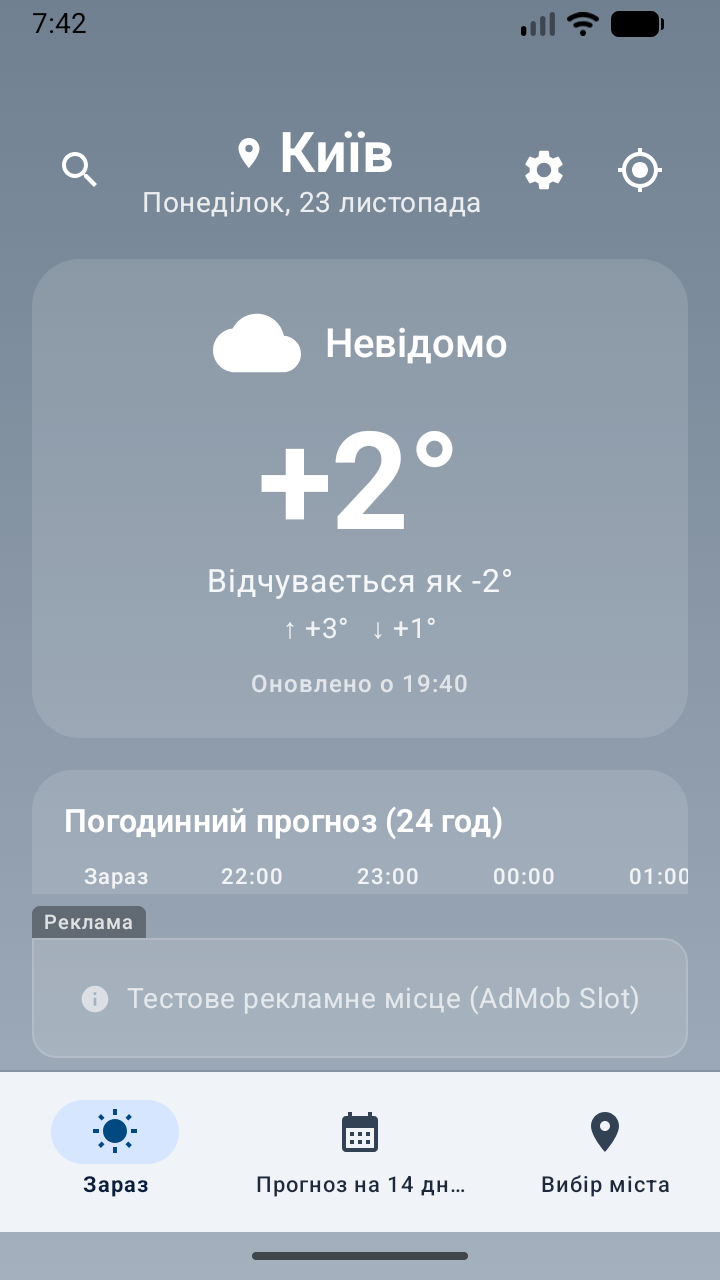 7:42
Київ
Понеділок, 23 листопада
Невідомо
+2°
Відчувається як -2°
↑ +3° ↓ +1°
Оновлено о 19:40
Погодинний прогноз (24 год)
Зараз 22:00 23:00 00:00 01:00
Реклама
Тестове рекламне місце (AdMob Slot)
Зараз Прогноз на 14 дн… Вибір міста